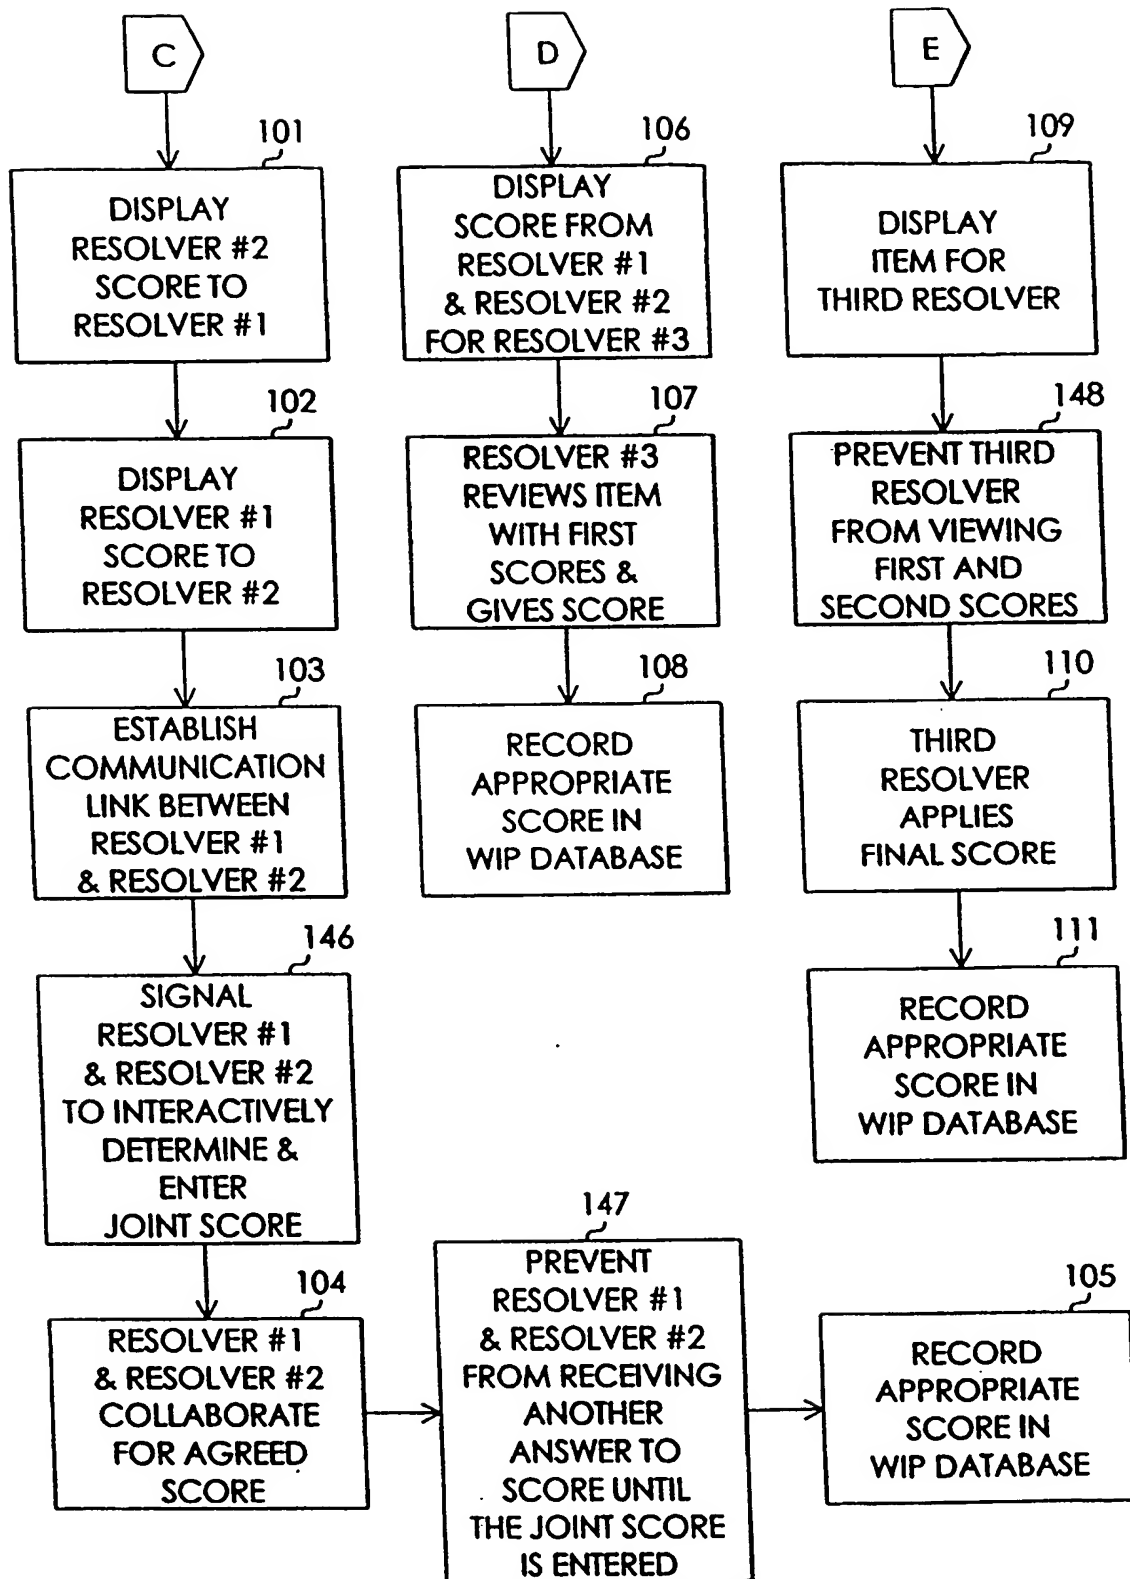 C
101
DISPLAY
RESOLVER #2
SCORE TO
RESOLVER #1
102
DISPLAY
RESOLVER #1
SCORE TO
RESOLVER #2
103
ESTABLISH
COMMUNICATION
LINK BETWEEN
RESOLVER #1
& RESOLVER #2
146
SIGNAL
RESOLVER #1
& RESOLVER #2
TO INTERACTIVELY
DETERMINE &
ENTER
JOINT SCORE
104
RESOLVER #1
& RESOLVER #2
COLLABORATE
FOR AGREED
SCORE
147
PREVENT
RESOLVER #1
& RESOLVER #2
FROM RECEIVING
ANOTHER
ANSWER TO
SCORE UNTIL
THE JOINT SCORE
IS ENTERED
105
RECORD
APPROPRIATE
SCORE IN
WIP DATABASE
D
106
DISPLAY
SCORE FROM
RESOLVER #1
& RESOLVER #2
FOR RESOLVER #3
107
RESOLVER #3
REVIEWS ITEM
WITH FIRST
SCORES &
GIVES SCORE
108
RECORD
APPROPRIATE
SCORE IN
WIP DATABASE
E
109
DISPLAY
ITEM FOR
THIRD RESOLVER
148
PREVENT THIRD
RESOLVER
FROM VIEWING
FIRST AND
SECOND SCORES
110
THIRD
RESOLVER
APPLIES
FINAL SCORE
111
RECORD
APPROPRIATE
SCORE IN
WIP DATABASE